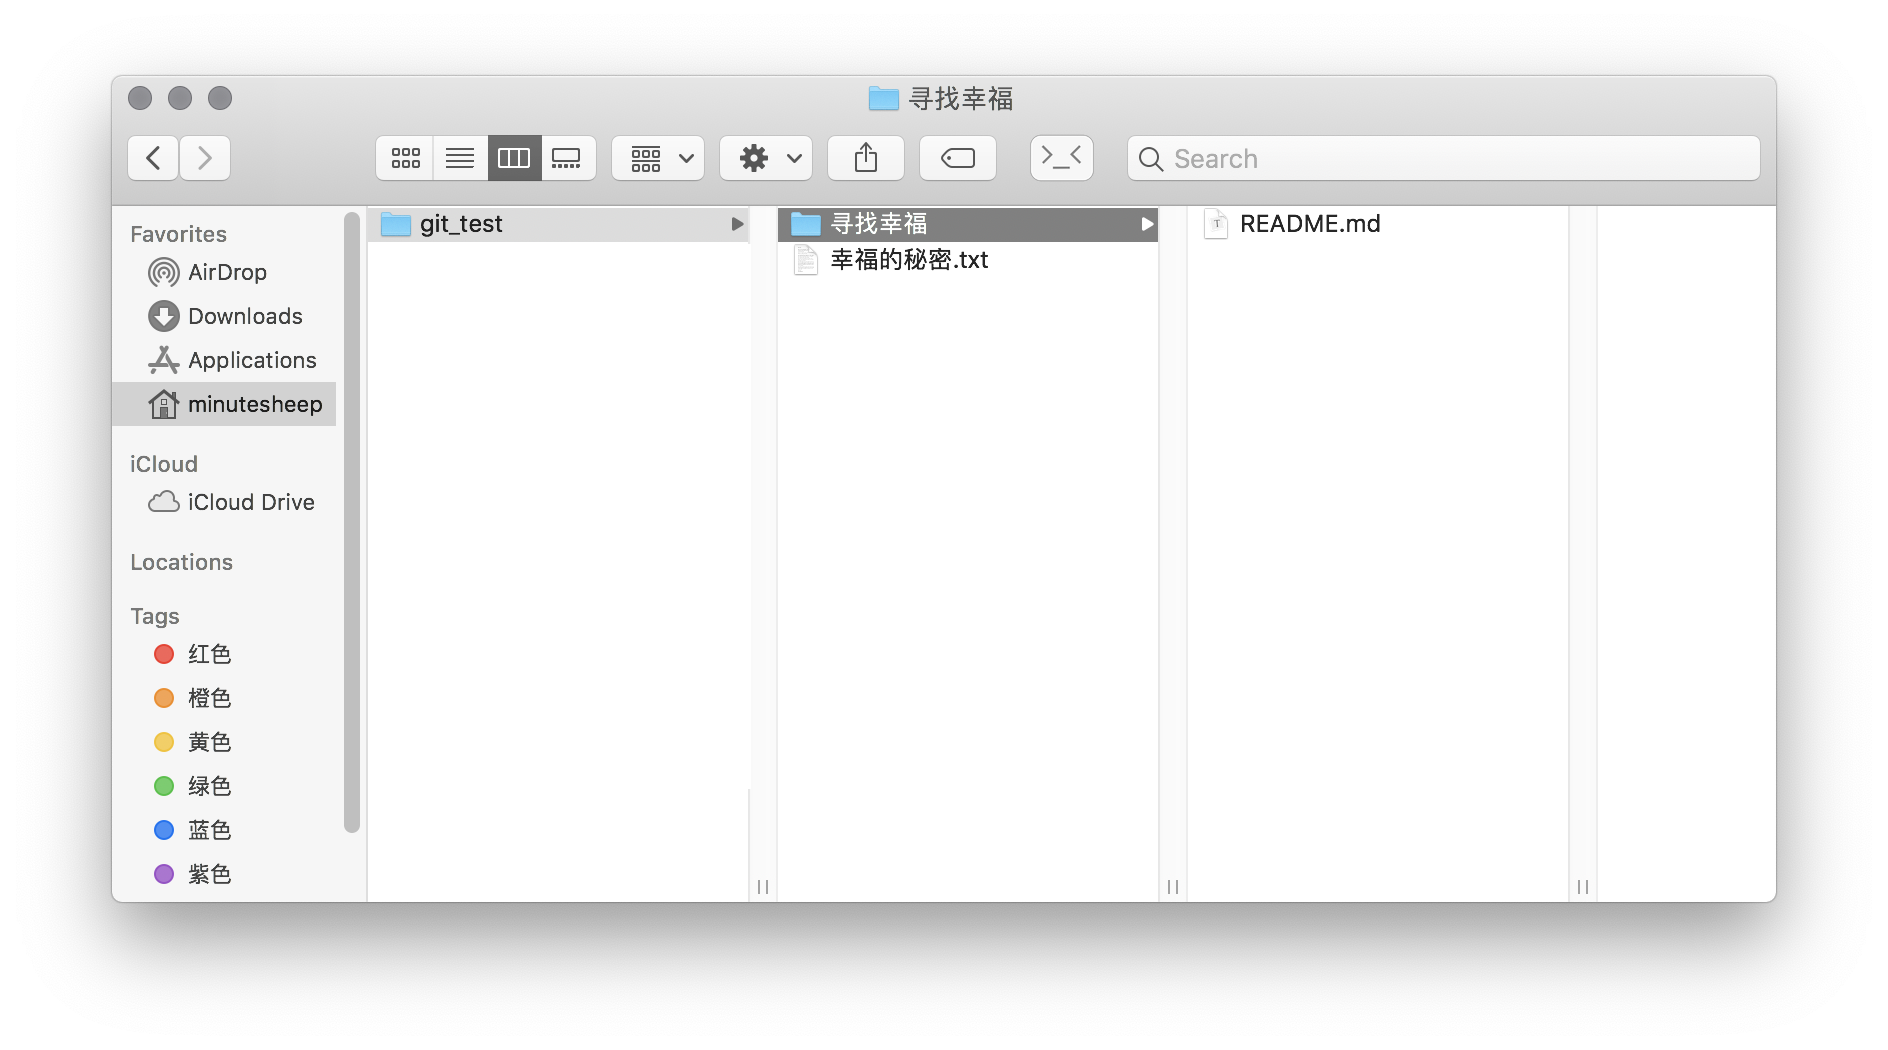 寻找幸福
Search
Favorites
AirDrop
Downloads
Applications
minutesheep
iCloud
iCloud Drive
Locations
Tags
红色
橙色
黄色
绿色
蓝色
紫色
git_test
寻找幸福
幸福的秘密.txt
README.md